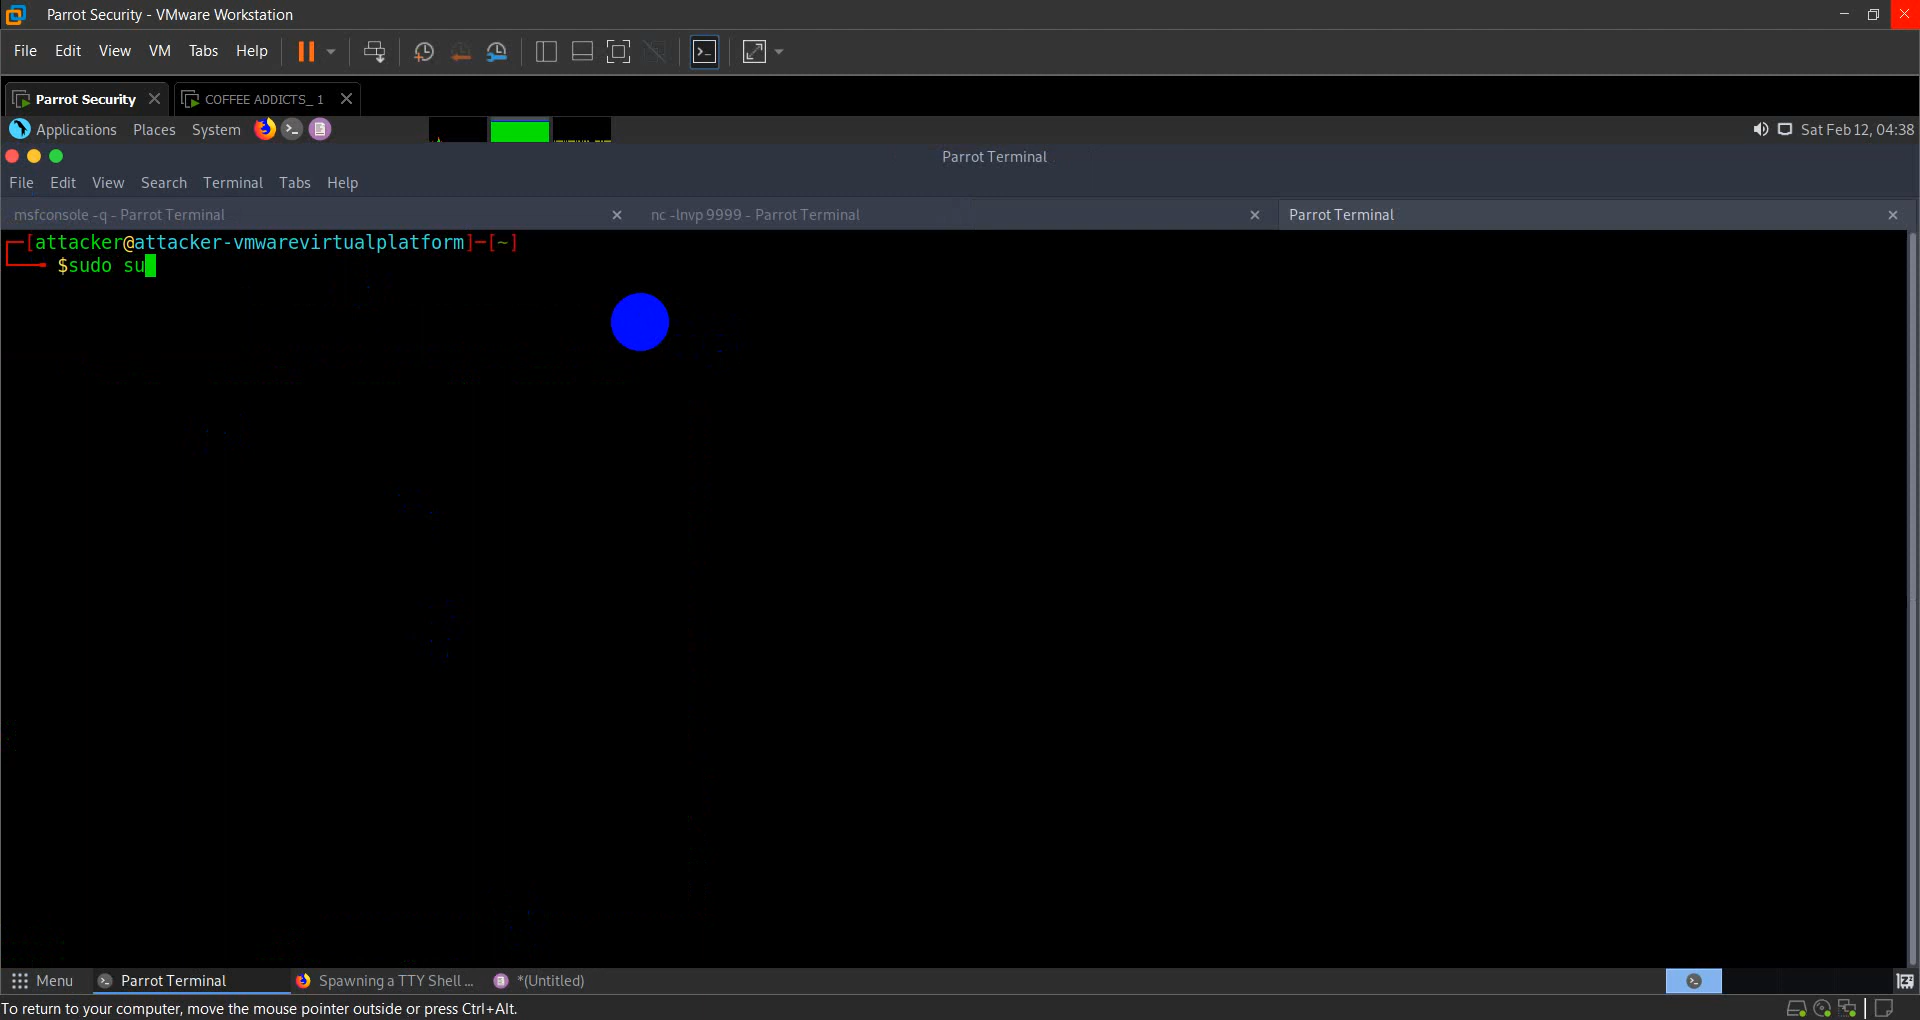 Parrot Security - VMware Workstation
File Edit View VM Tabs Help
Parrot Security COFFEE ADDICTS_ 1
Applications Places System Sat Feb 12, 04:38
Parrot Terminal
File Edit View Search Terminal Tabs Help
msfconsole -q - Parrot Terminal nc -lnvp 9999 - Parrot Terminal Parrot Terminal
[attacker@attacker-vmwarevirtualplatform]-[~]
$sudo su
Menu Parrot Terminal Spawning a TTY Shell ... *(Untitled)
To return to your computer, move the mouse pointer outside or press Ctrl+Alt.